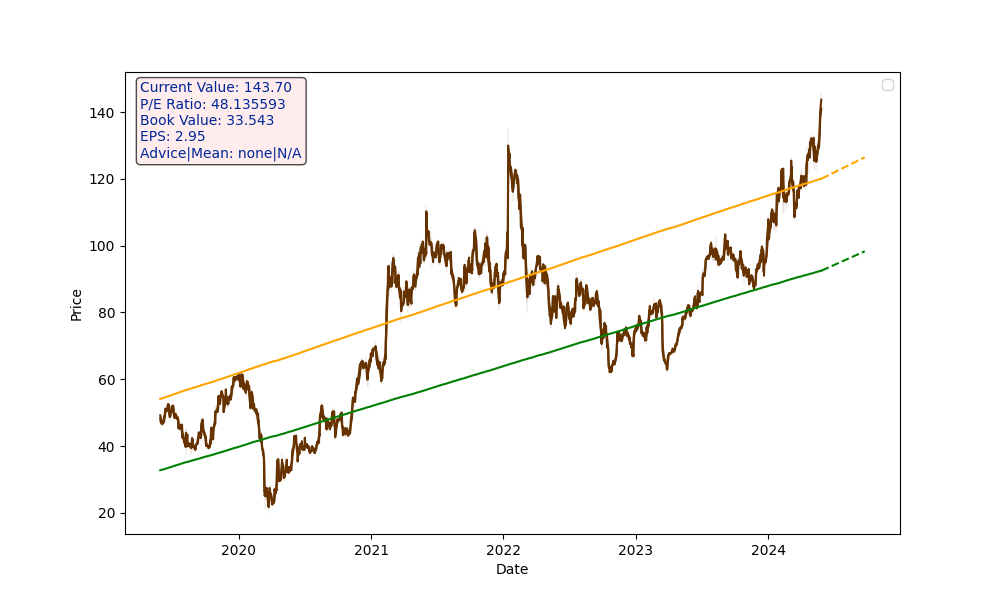 Current Value: 143.70
P/E Ratio: 48.135593
Book Value: 33.543
EPS: 2.95
Advice|Mean: none|N/A
140
120
100
80
60
40
20
Price
2020 2021 2022 2023 2024
Date